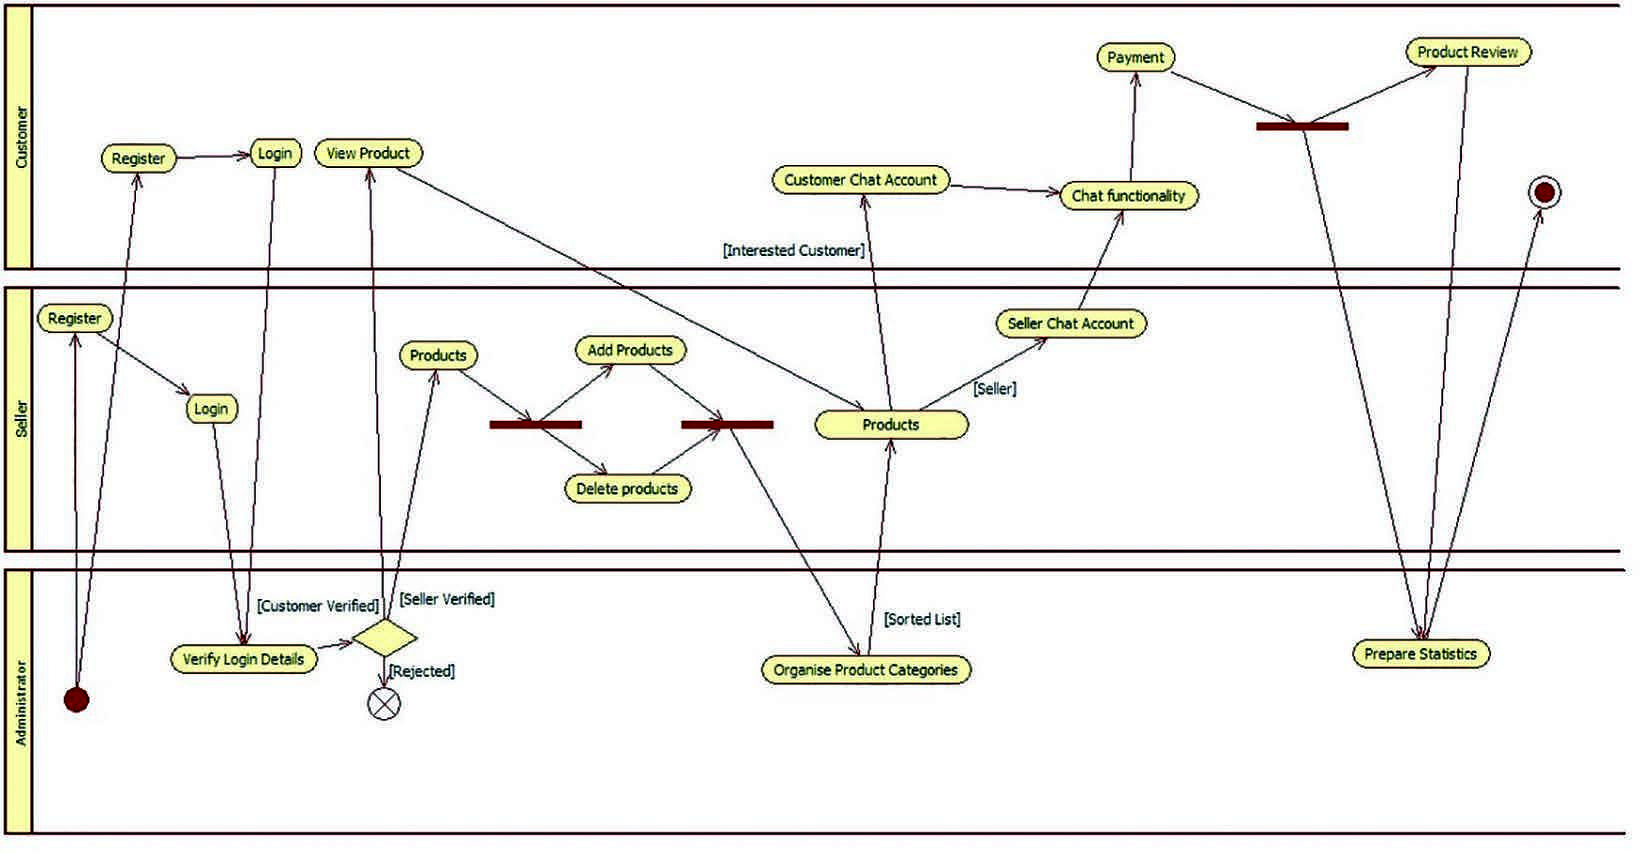 Customer
Payment
Product Review
Register
Login
View Product
Customer Chat Account
Chat functionality
[Interested Customer]
Seller
Register
Seller Chat Account
Products
Add Products
[Seller]
Login
Products
Delete products
Administrator
[Customer Verified]
[Seller Verified]
[Sorted List]
Verify Login Details
[Rejected]
Organise Product Categories
Prepare Statistics